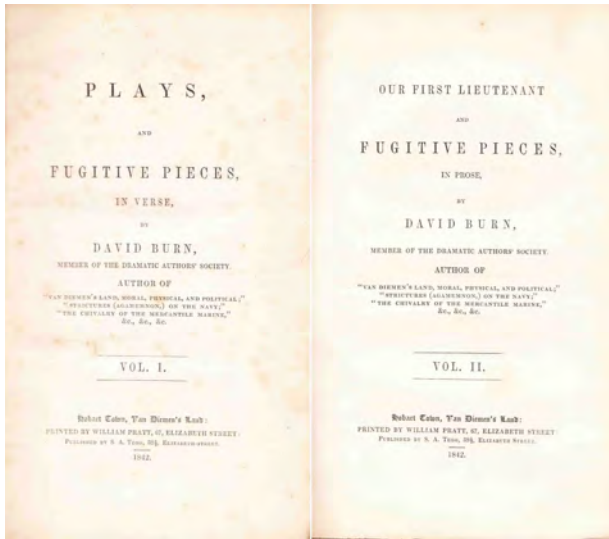 PLAYS,
AND
FUGITIVE PIECES,
IN VERSE,
BY
DAVID BURN,
MEMBER OF THE DRAMATIC AUTHORS' SOCIETY.
AUTHOR OF
"VAN DIEMEN'S LAND, MORAL, PHYSICAL, AND POLITICAL;"
"STRICTURES (AGAMEMNON,) ON THE NAVY;"
"THE CHIVALRY OF THE MERCANTILE MARINE,"
&c., &c., &c.
VOL. I.
Hobart Town, Van Diemen's Land:
PRINTED BY WILLIAM PRATT, 67, ELIZABETH STREET:
PUBLISHED BY S. A. TEGG, ELIZABETH-STREET.
1842.
OUR FIRST LIEUTENANT
AND
FUGITIVE PIECES,
IN PROSE,
BY
DAVID BURN,
MEMBER OF THE DRAMATIC AUTHORS' SOCIETY.
AUTHOR OF
"VAN DIEMEN'S LAND, MORAL, PHYSICAL, AND POLITICAL;"
"STRICTURES (AGAMEMNON,) ON THE NAVY;"
"THE CHIVALRY OF THE MERCANTILE MARINE,"
&c., &c., &c.
VOL. II.
Hobart Town, Van Diemen's Land:
PRINTED BY WILLIAM PRATT, 67, ELIZABETH STREET:
PUBLISHED BY S. A. TEGG, ELIZABETH STREET.
1842.